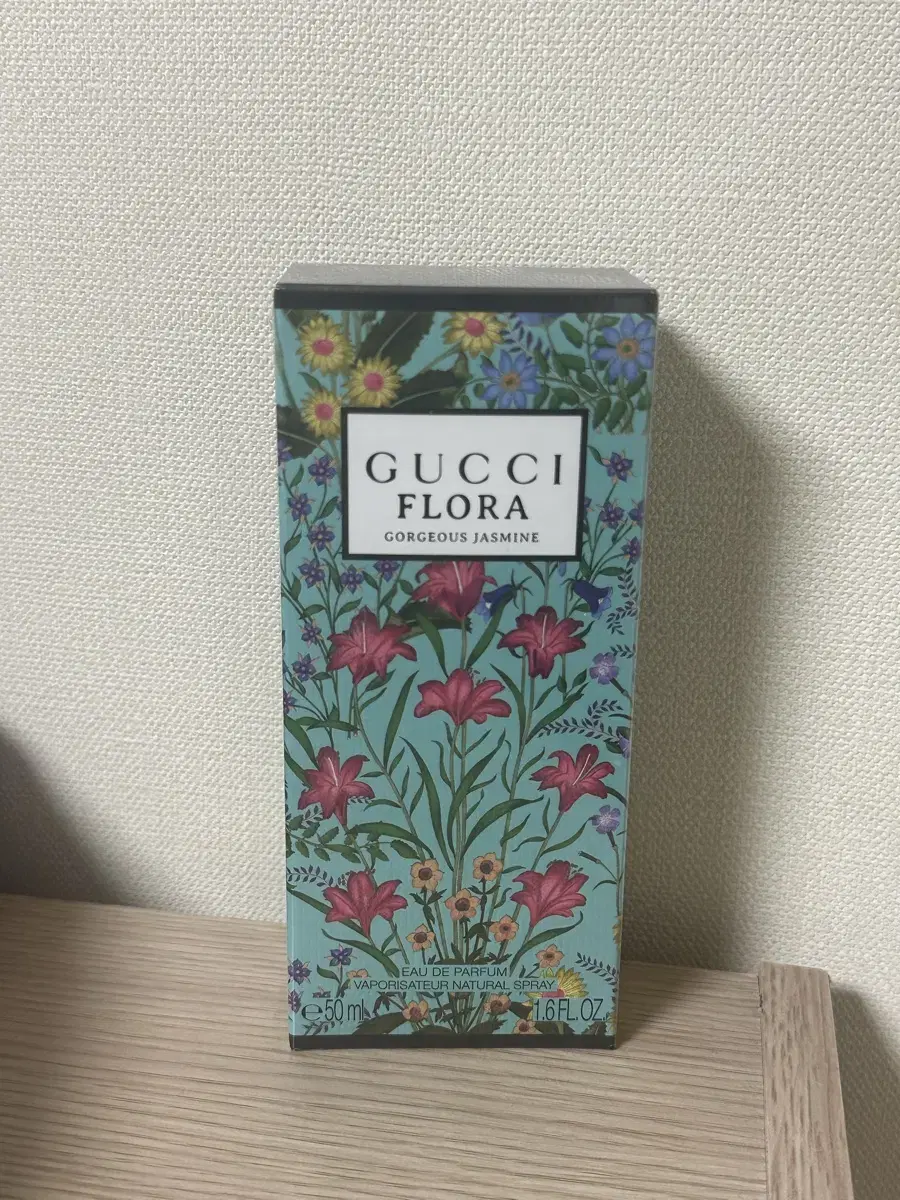 GUCCI
FLORA
GORGEOUS JASMINE
EAU DE PARFUM
VAPORISATEUR NATURAL SPRAY
℮50 ml 1.6 FL. OZ.